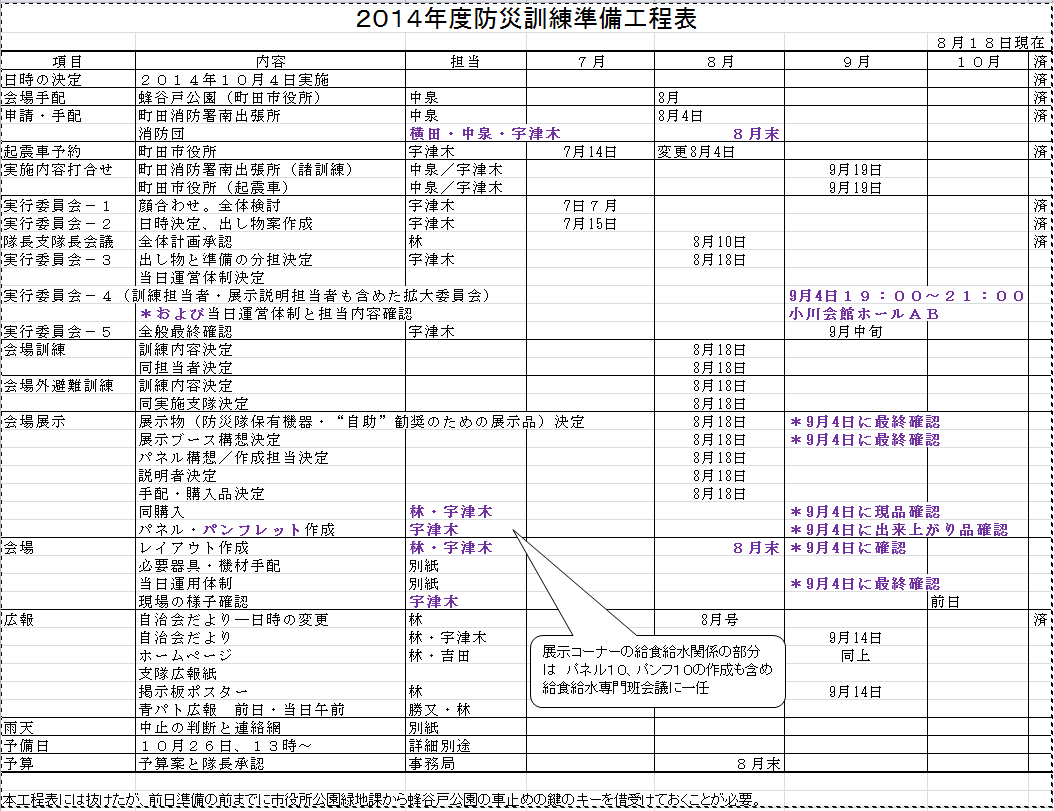 2014年度防災訓練準備工程表
8月18日現在
項目 内容 担当 7月 8月 9月 10月 済
日時の決定 2014年10月4日実施 済
会場手配 蜂谷戸公園（町田市役所） 中泉 8月 済
申請・手配 町田消防署南出張所 中泉 8月4日 済
消防団 横田・中泉・宇津木 8月末
起震車予約 町田市役所 宇津木 7月14日 変更8月4日 済
実施内容打合せ 町田消防署南出張所（諸訓練） 中泉／宇津木 9月19日
町田市役所（起震車） 中泉／宇津木 9月19日
実行委員会－1 顔合わせ。全体検討 宇津木 7日7月 済
実行委員会－2 日時決定、出し物案作成 宇津木 7月15日 済
隊長支隊長会議 全体計画承認 林 8月10日 済
実行委員会－3 出し物と準備の分担決定 宇津木 8月18日
当日運営体制決定
実行委員会－4（訓練担当者・展示説明担当者も含めた拡大委員会） 9月4日19：00～21：00
＊および当日運営体制と担当内容確認 小川会館ホールAB
実行委員会－5 全般最終確認 宇津木 9月中旬
会場訓練 訓練内容決定 8月18日
同担当者決定 8月18日
会場外避難訓練 訓練内容決定 8月18日
同実施支隊決定 8月18日
会場展示 展示物（防災隊保有機器・“自助”勧奨のための展示品）決定 8月18日 ＊9月4日に最終確認
展示ブース構想決定 8月18日 ＊9月4日に最終確認
パネル構想／作成担当決定 8月18日
説明者決定 8月18日
手配・購入品決定 8月18日
同購入 林・宇津木 ＊9月4日に現品確認
パネル・パンフレット作成 宇津木 ＊9月4日に出来上がり品確認
会場 レイアウト作成 林・宇津木 8月末 ＊9月4日に確認
必要器具・機材手配 別紙
当日運用体制 別紙 ＊9月4日に最終確認
現場の様子確認 宇津木 前日
広報 自治会だより―日時の変更 林 8月号 済
自治会だより 林・宇津木 9月14日
ホームページ 林・吉田 同上
支隊広報紙
掲示板ポスター 林 9月14日
青パト広報　前日・当日午前 勝又・林
展示コーナーの給食給水関係の部分
は　パネル10、パンフ10の作成も含め
給食給水専門班会議に一任
雨天 中止の判断と連絡網 別紙
予備日 10月26日、13時～ 詳細別途
予算 予算案と隊長承認 事務局 8月末
本工程表には抜けたが、前日準備の前までに市役所公園緑地課から蜂谷戸公園の車止めの鍵のキーを借受けておくことが必要。